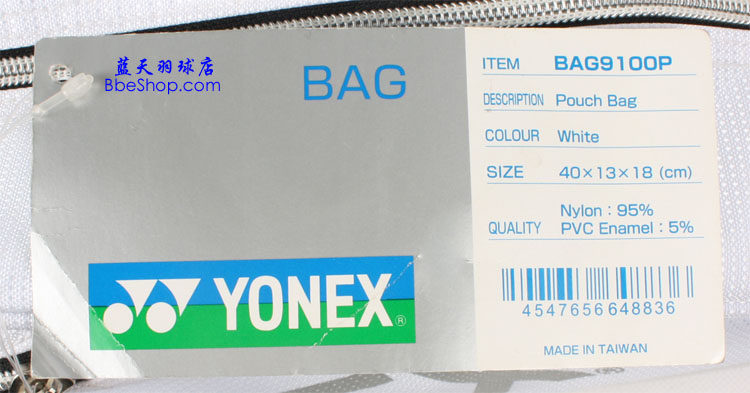 蓝天羽球店
BbeShop.com
BAG
YONEX®
ITEM BAG9100P
DESCRIPTION Pouch Bag
COLOUR White
SIZE 40×13×18 (cm)
QUALITY Nylon : 95%
PVC Enamel : 5%
4547656648836
MADE IN TAIWAN